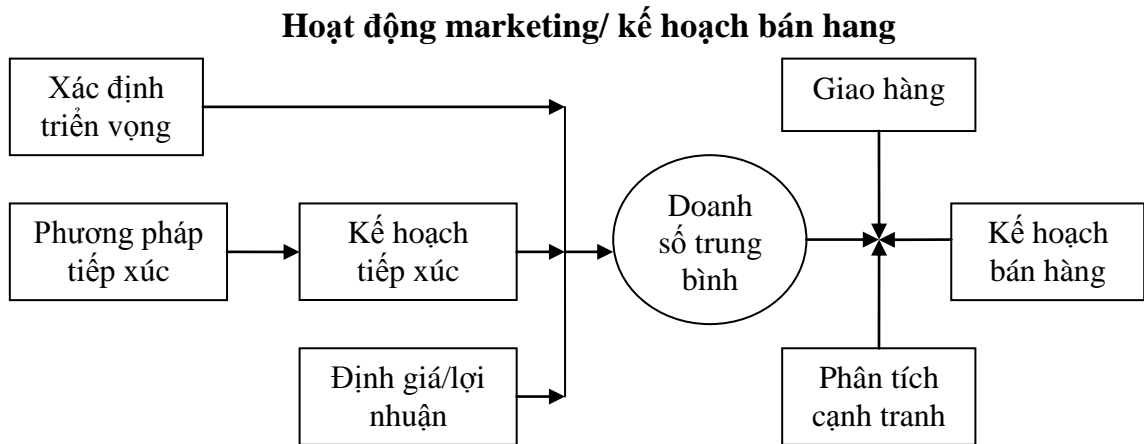 Hoạt động marketing/ kế hoạch bán hang
Xác định
triển vọng
Giao hàng
Phương pháp
tiếp xúc
Kế hoạch
tiếp xúc
Doanh
số trung
bình
Kế hoạch
bán hàng
Định giá/lợi
nhuận
Phân tích
cạnh tranh